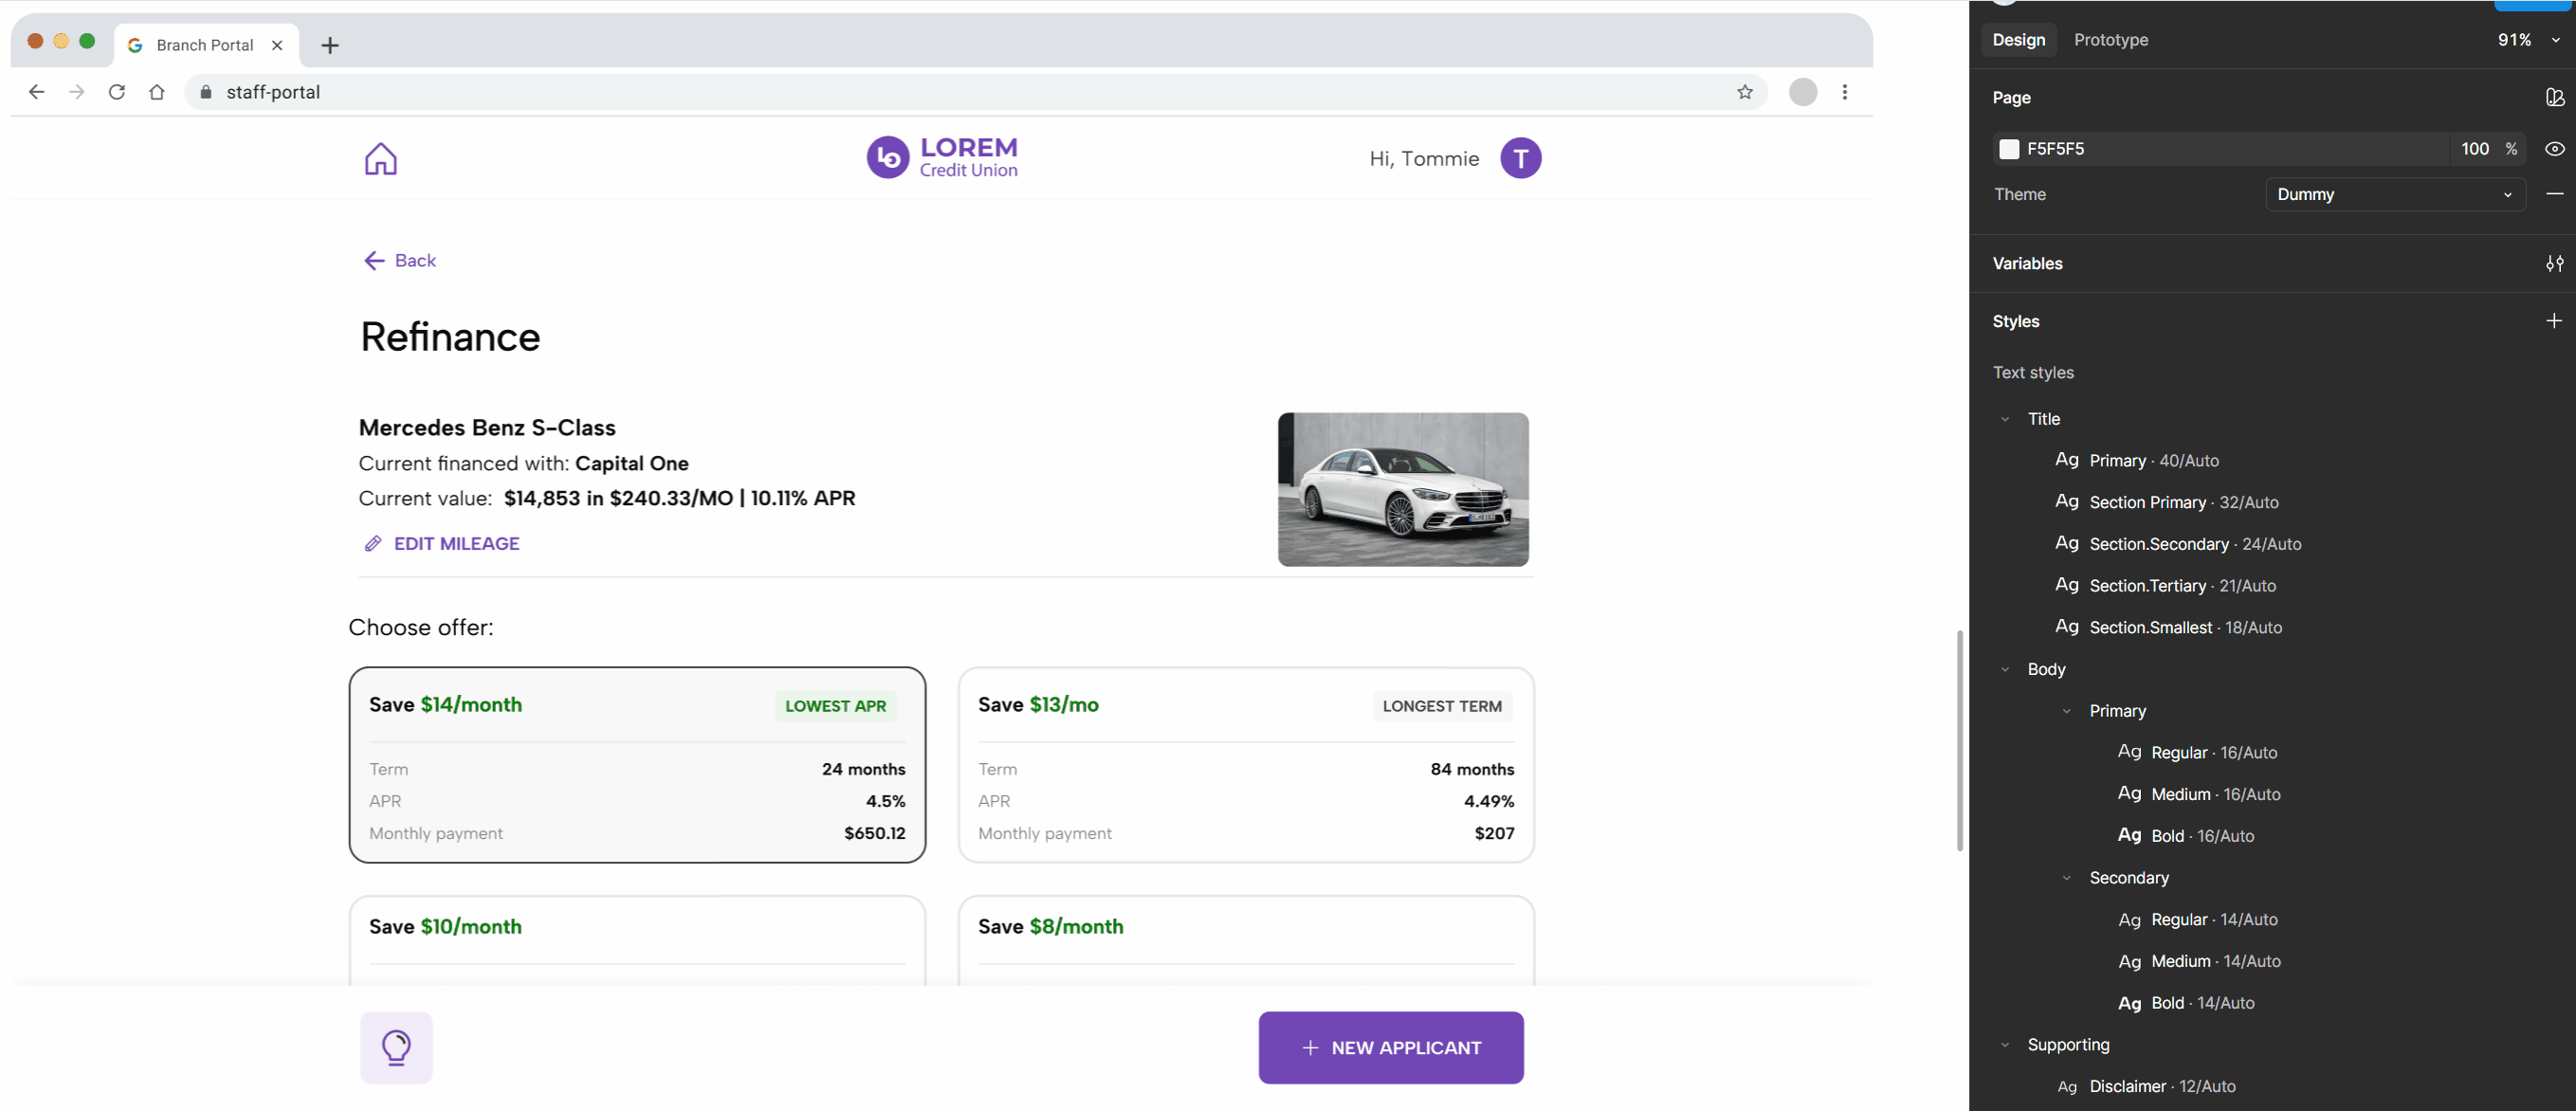 Branch Portal
staff-portal
LOREM
Credit Union
Hi, Tommie
T
Back
Refinance
Mercedes Benz S-Class
Current financed with: Capital One
Current value: $14,853 in $240.33/MO | 10.11% APR
EDIT MILEAGE
Choose offer:
Save $14/month
LOWEST APR
Term
24 months
APR
4.5%
Monthly payment
$650.12
Save $13/mo
LONGEST TERM
Term
84 months
APR
4.49%
Monthly payment
$207
Save $10/month
Save $8/month
+ NEW APPLICANT
Design
Prototype
91%
Page
F5F5F5
100 %
Theme
Dummy
Variables
Styles
Text styles
Title
Ag Primary · 40/Auto
Ag Section Primary · 32/Auto
Ag Section.Secondary · 24/Auto
Ag Section.Tertiary · 21/Auto
Ag Section.Smallest · 18/Auto
Body
Primary
Ag Regular · 16/Auto
Ag Medium · 16/Auto
Ag Bold · 16/Auto
Secondary
Ag Regular · 14/Auto
Ag Medium · 14/Auto
Ag Bold · 14/Auto
Supporting
Ag Disclaimer · 12/Auto